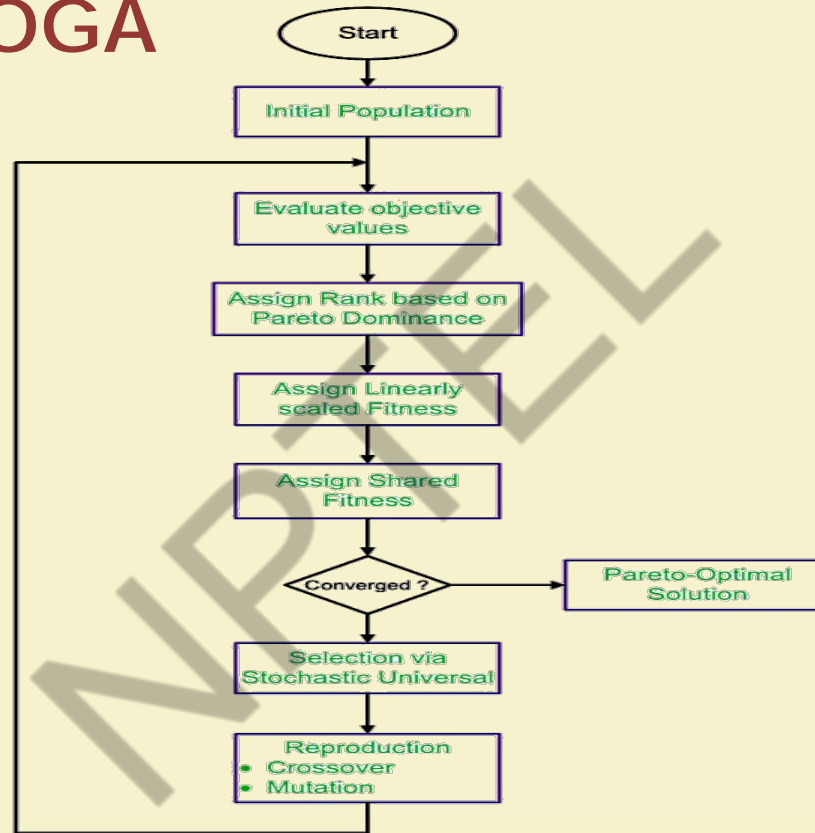 OGA
Start
Initial Population
Evaluate objective
values
Assign Rank based on
Pareto Dominance
Assign Linearly
scaled Fitness
Assign Shared
Fitness
Converged ?
Pareto-Optimal
Solution
Selection via
Stochastic Universal
Reproduction
• Crossover
• Mutation
NPTEL